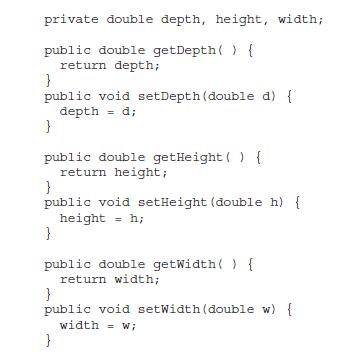 private double depth, height, width;
public double getDepth( ) {
return depth;
}
public void setDepth(double d) {
depth = d;
}
public double getHeight( ) {
return height;
}
public void setHeight(double h) {
height = h;
}
public double getWidth( ) {
return width;
}
public void setWidth(double w) {
width = w;
}